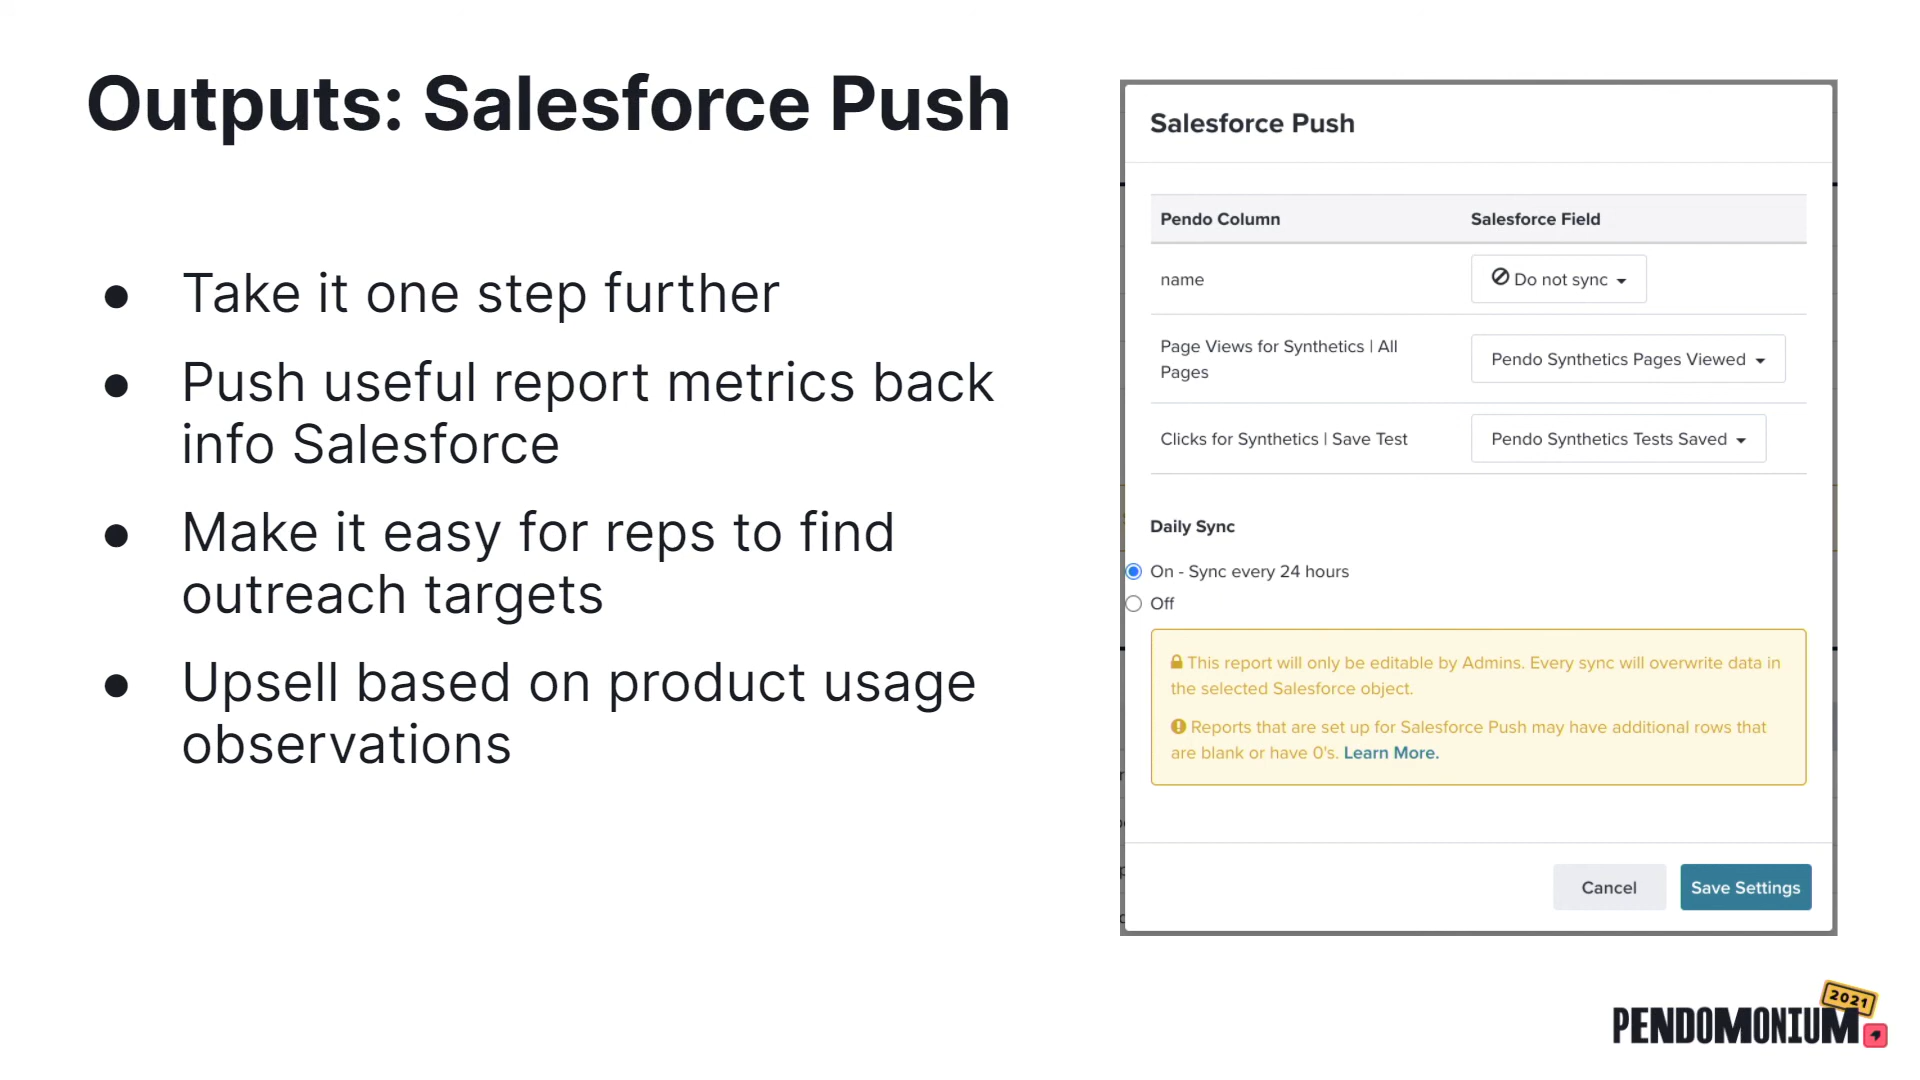 Outputs: Salesforce Push
● Take it one step further
● Push useful report metrics back
info Salesforce
● Make it easy for reps to find
outreach targets
● Upsell based on product usage
observations
Salesforce Push
Pendo Column Salesforce Field
name Do not sync
Page Views for Synthetics | All
Pages
Pendo Synthetics Pages Viewed
Clicks for Synthetics | Save Test Pendo Synthetics Tests Saved
Daily Sync
On - Sync every 24 hours
Off
This report will only be editable by Admins. Every sync will overwrite data in
the selected Salesforce object.
Reports that are set up for Salesforce Push may have additional rows that
are blank or have 0's. Learn More.
Cancel Save Settings
2021
PENDOMONIUM